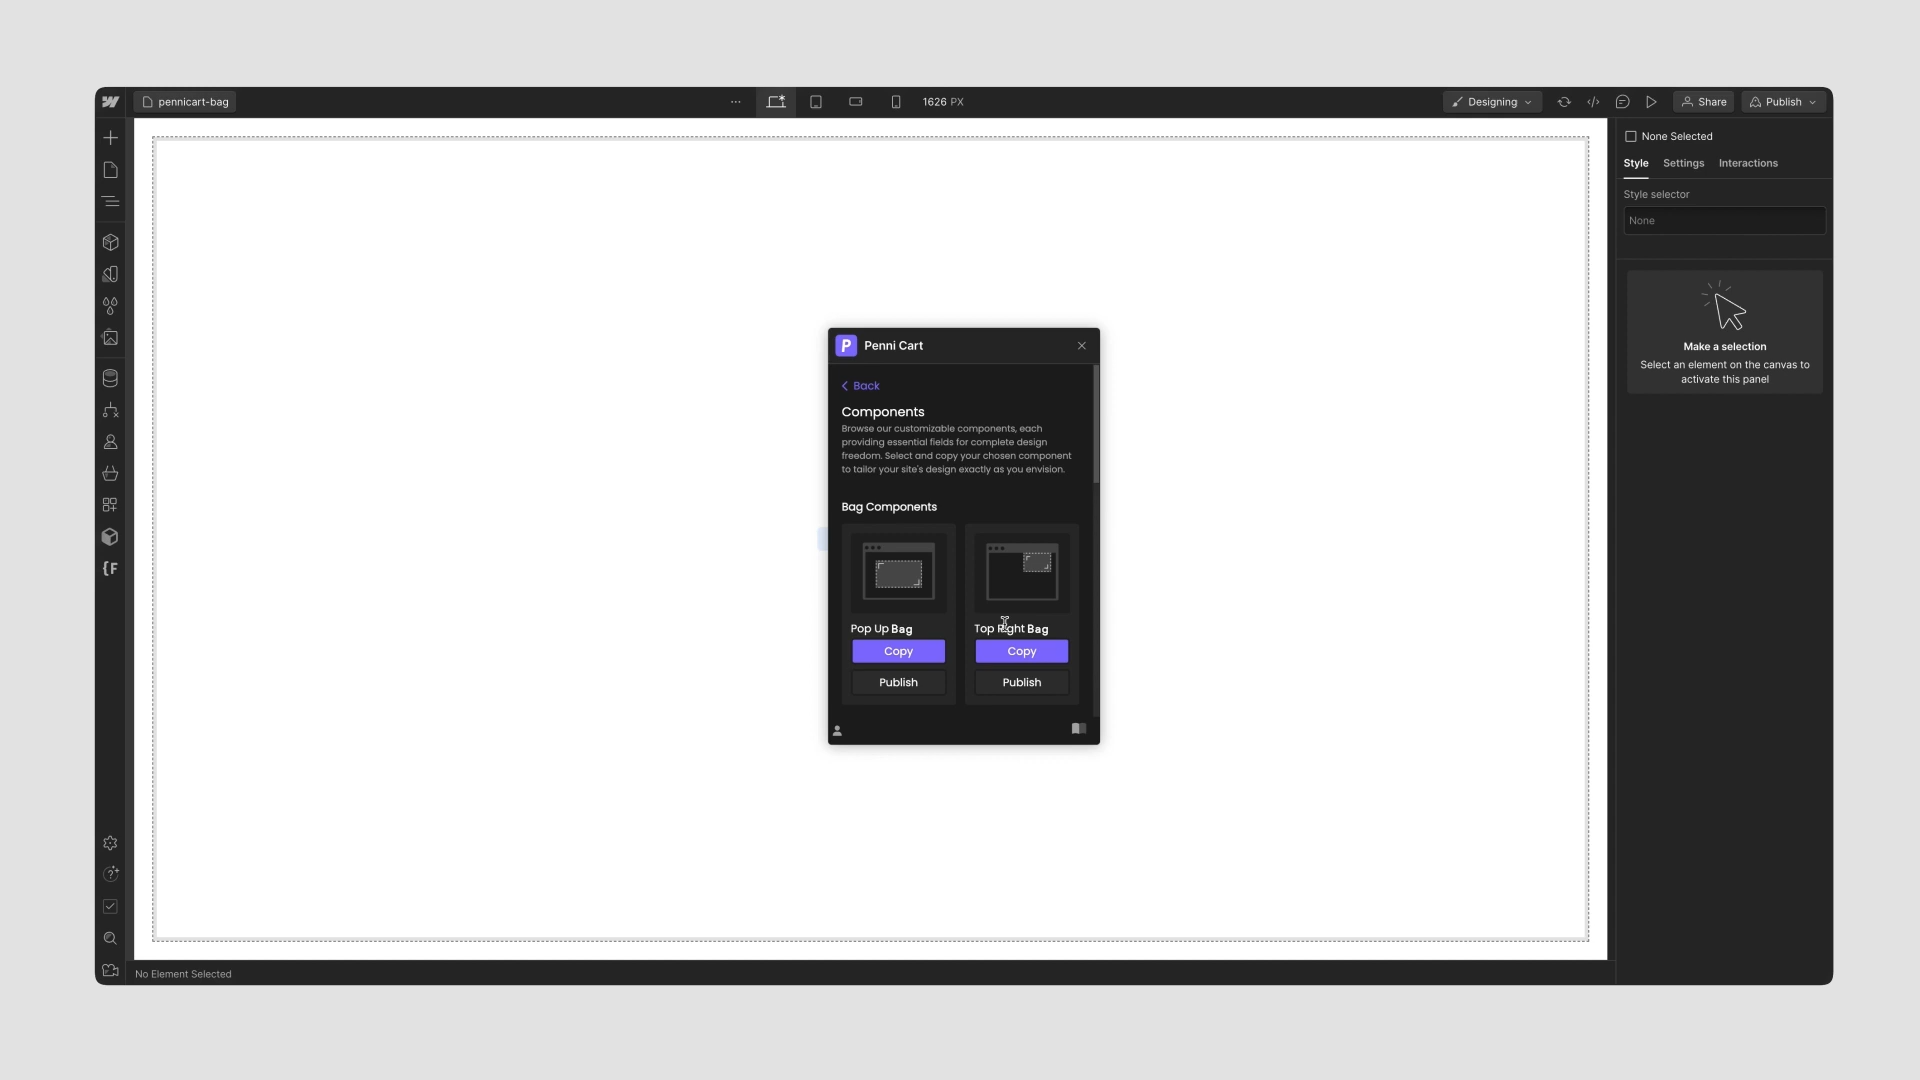 pennicart-bag
1626 PX
Designing
Share
Publish
None Selected
Style Settings Interactions
Style selector
None
Make a selection
Select an element on the canvas to
activate this panel
P Penni Cart
Back
Components
Browse our customizable components, each
providing essential fields for complete design
freedom. Select and copy your chosen component
to tailor your site's design exactly as you envision.
Bag Components
Pop Up Bag
Top Right Bag
Copy
Copy
Publish
Publish
{F
No Element Selected